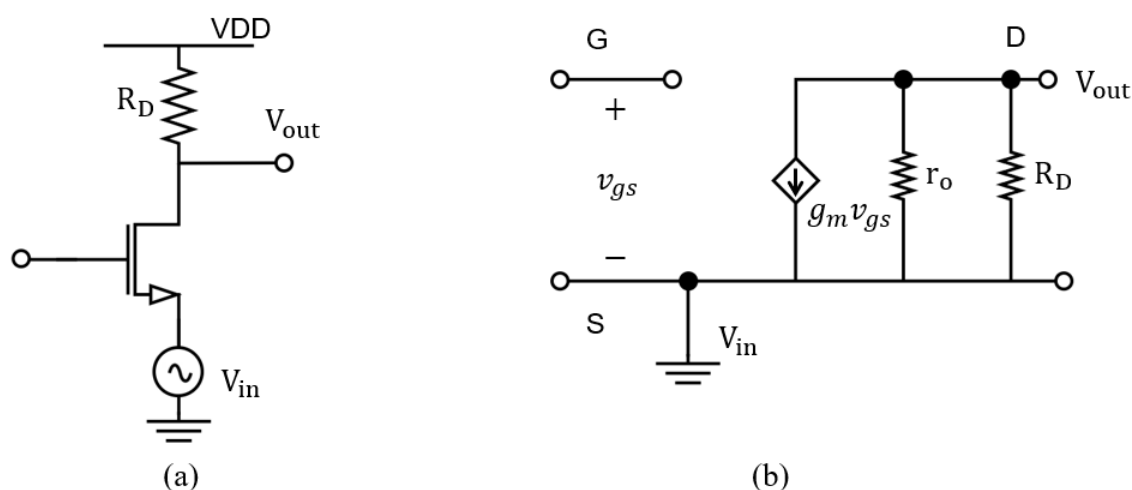 VDD
R_D
V_out
V_in
(a)
G
D
V_out
+
v_gs
g_m v_gs
r_o
R_D
−
S
V_in
(b)